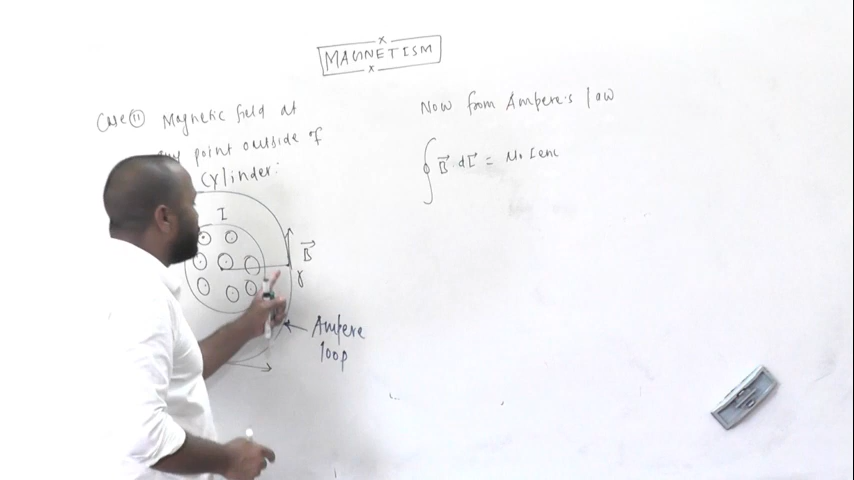 MAGNETISM
Case (II) Magnetic field at
any point outside of
Cylinder:
I
B
r
Ampere
loop
Now from Ampere's law
∮ B⃗. dl⃗ = μ₀ Ienc